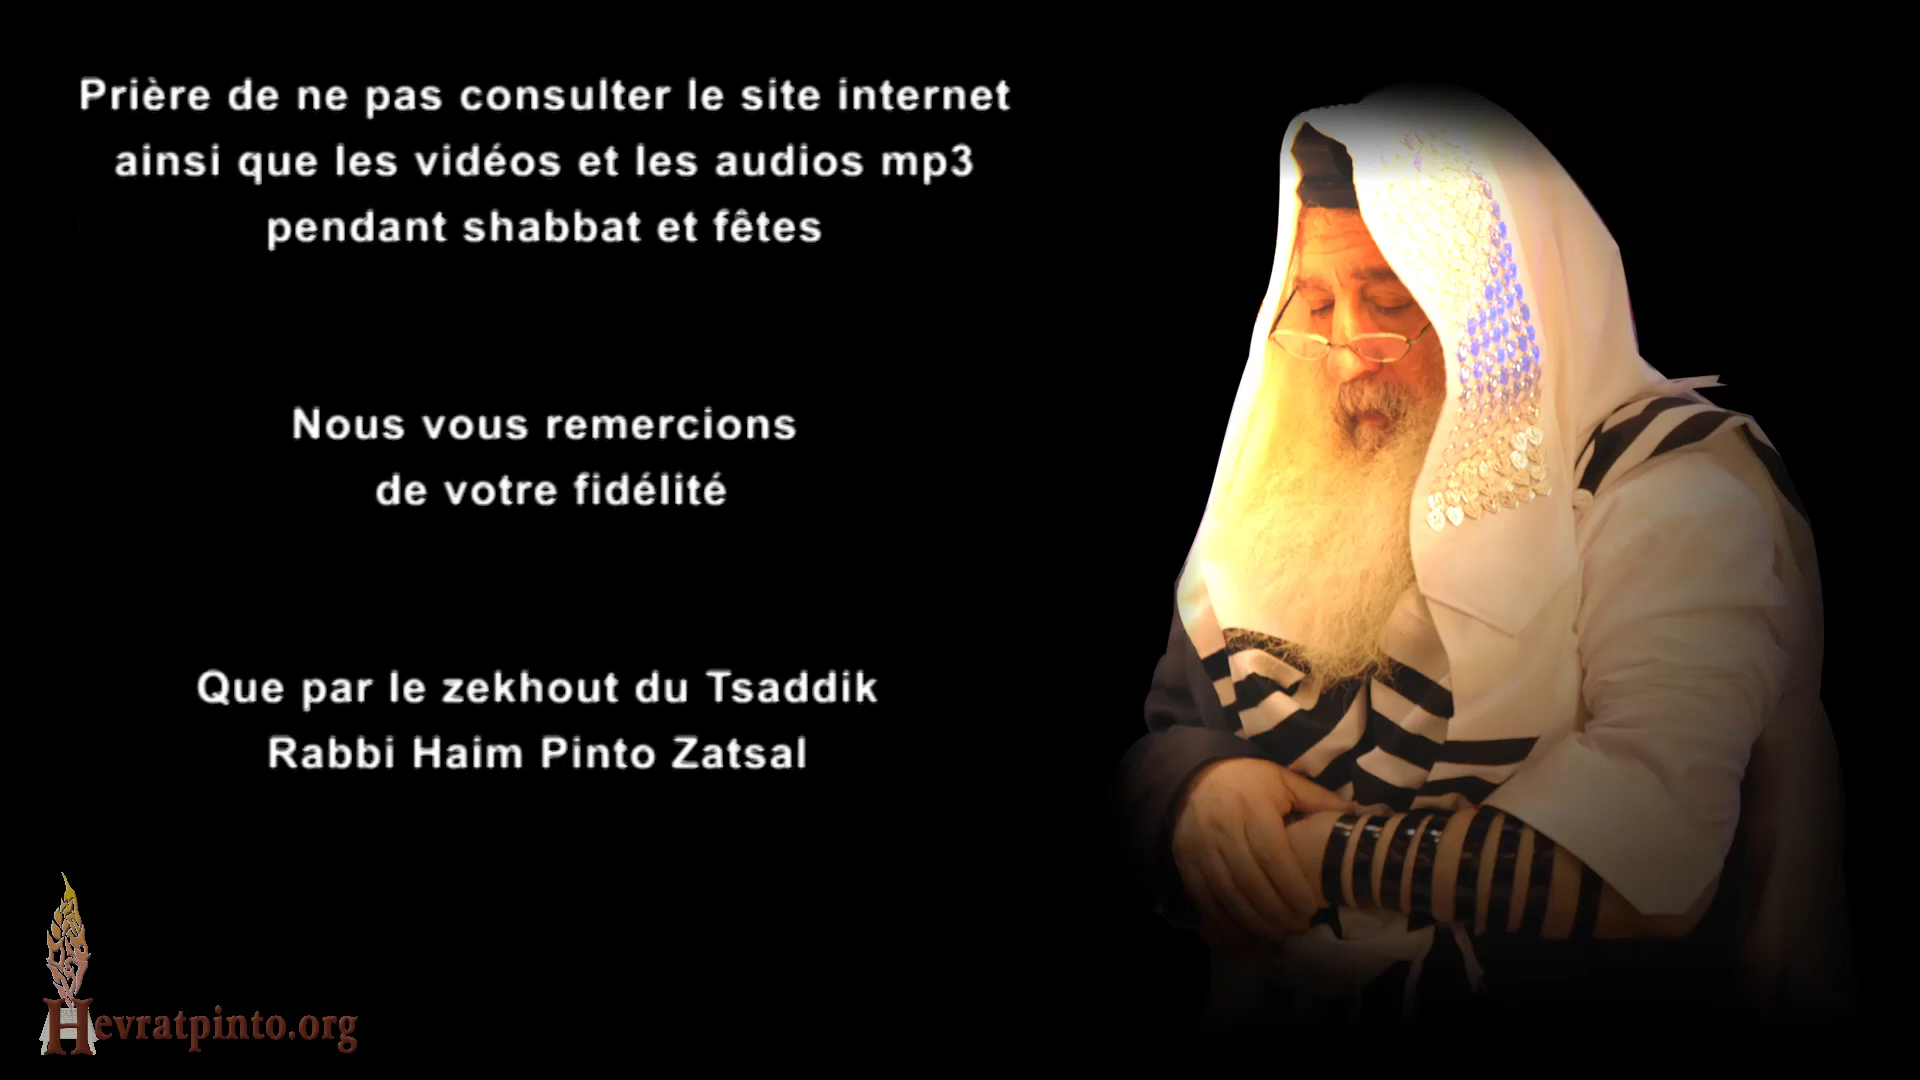 Prière de ne pas consulter le site internet
ainsi que les vidéos et les audios mp3
pendant shabbat et fêtes
Nous vous remercions
de votre fidélité
Que par le zekhout du Tsaddik
Rabbi Haim Pinto Zatsal
Hevratpinto.org